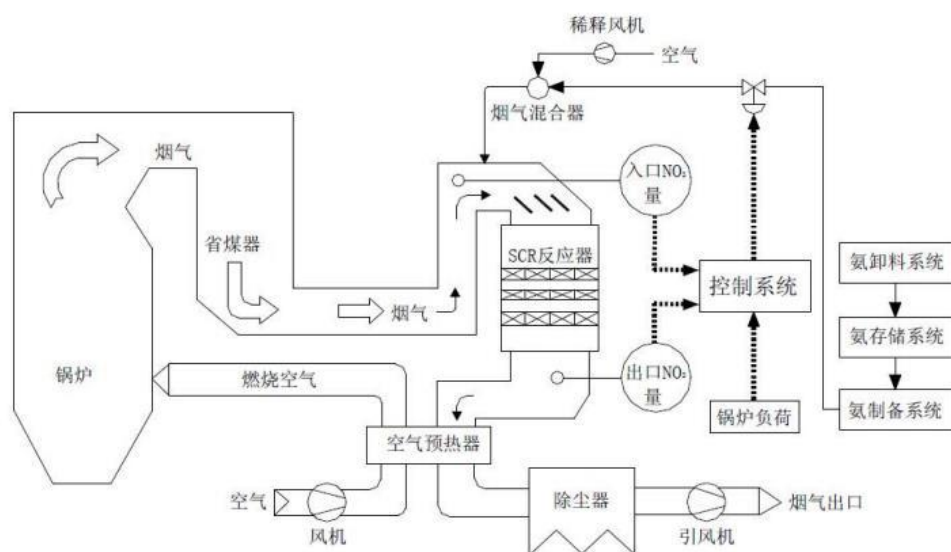 稀释风机
空气
烟气混合器
烟气
入口NO₂
量
省煤器
SCR反应器
氨卸料系统
控制系统
烟气
氨存储系统
锅炉
燃烧空气
出口NO₂
量
锅炉负荷
氨制备系统
空气预热器
空气
除尘器
烟气出口
风机
引风机